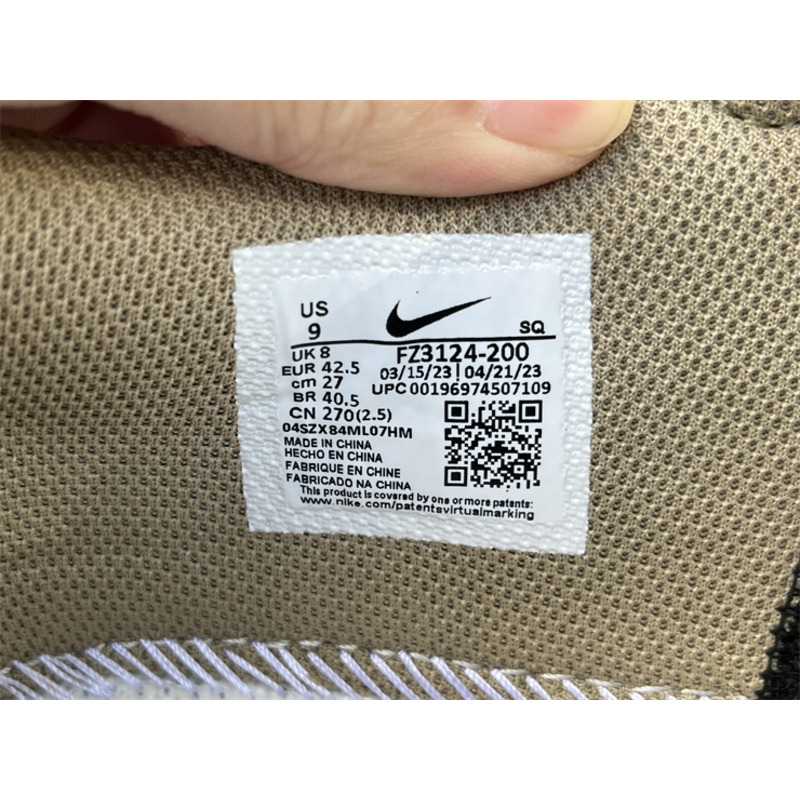 US
9
SQ
UK 8
FZ3124-200
EUR 42.5
03/15/23 | 04/21/23
cm 27
UPC 00196974507109
BR 40.5
CN 270(2.5)
04SZX84ML07HM
MADE IN CHINA
HECHO EN CHINA
FABRIQUE EN CHINE
FABRICADO NA CHINA
This product is covered by one or more patents:
www.nike.com/patentsvirtualmarking